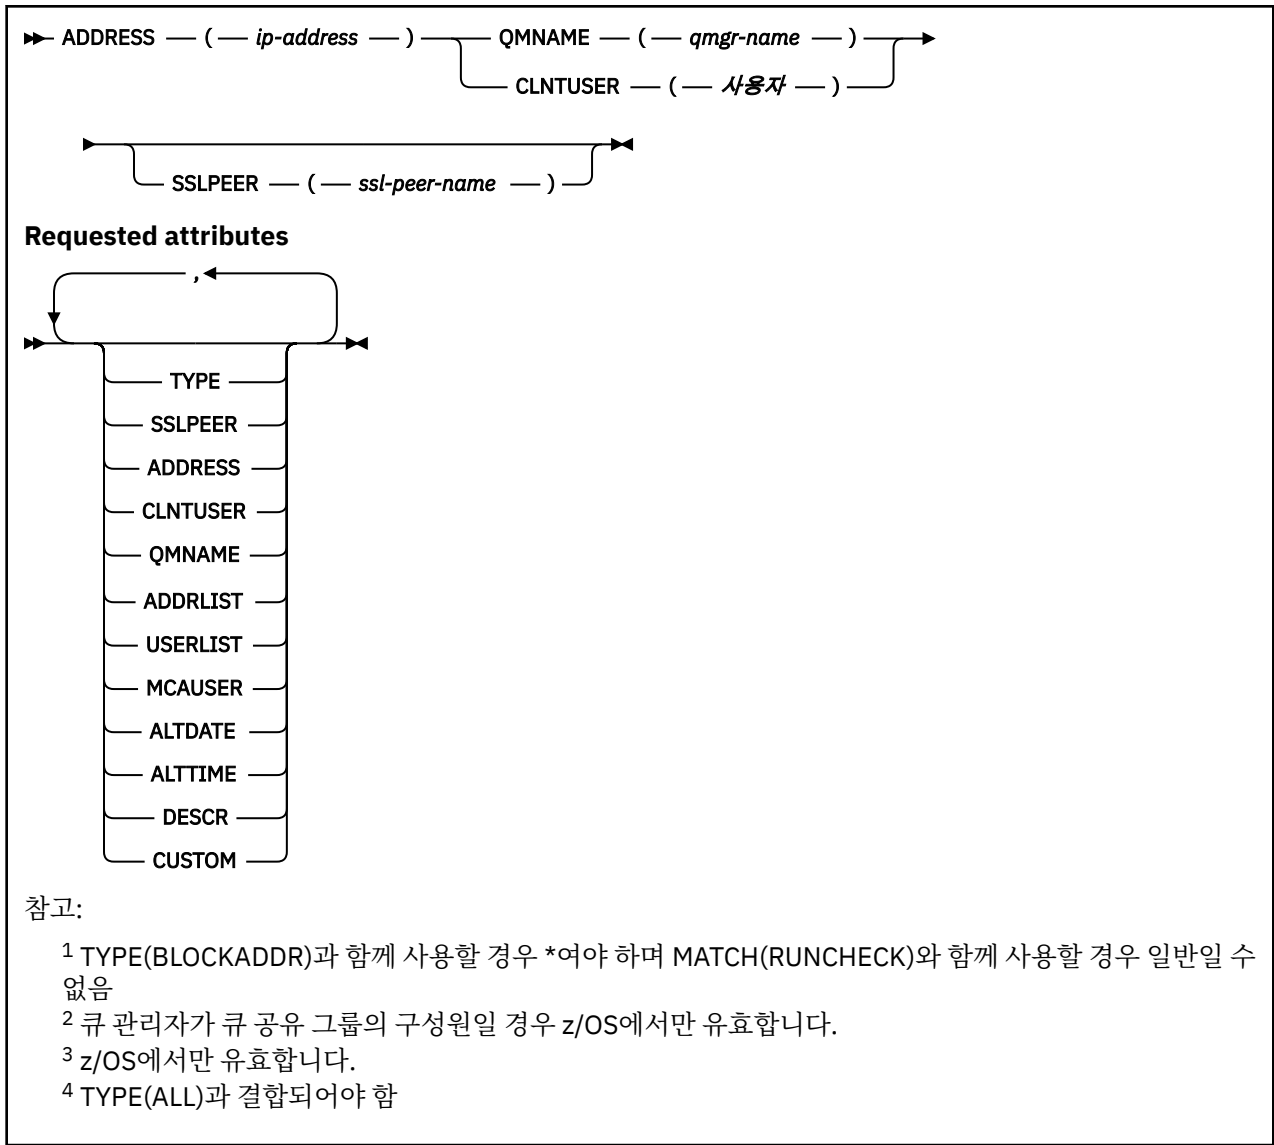 ADDRESS ( ip-address ) QMNAME ( qmgr-name )
CLNTUSER ( 사용자 )
SSLPEER ( ssl-peer-name )
Requested attributes
,
TYPE
SSLPEER
ADDRESS
CLNTUSER
QMNAME
ADDRLIST
USERLIST
MCAUSER
ALTDATE
ALTTIME
DESCR
CUSTOM
참고:
1 TYPE(BLOCKADDR)과 함께 사용할 경우 *여야 하며 MATCH(RUNCHECK)와 함께 사용할 경우 일반일 수
없음
2 큐 관리자가 큐 공유 그룹의 구성원일 경우 z/OS에서만 유효합니다.
3 z/OS에서만 유효합니다.
4 TYPE(ALL)과 결합되어야 함